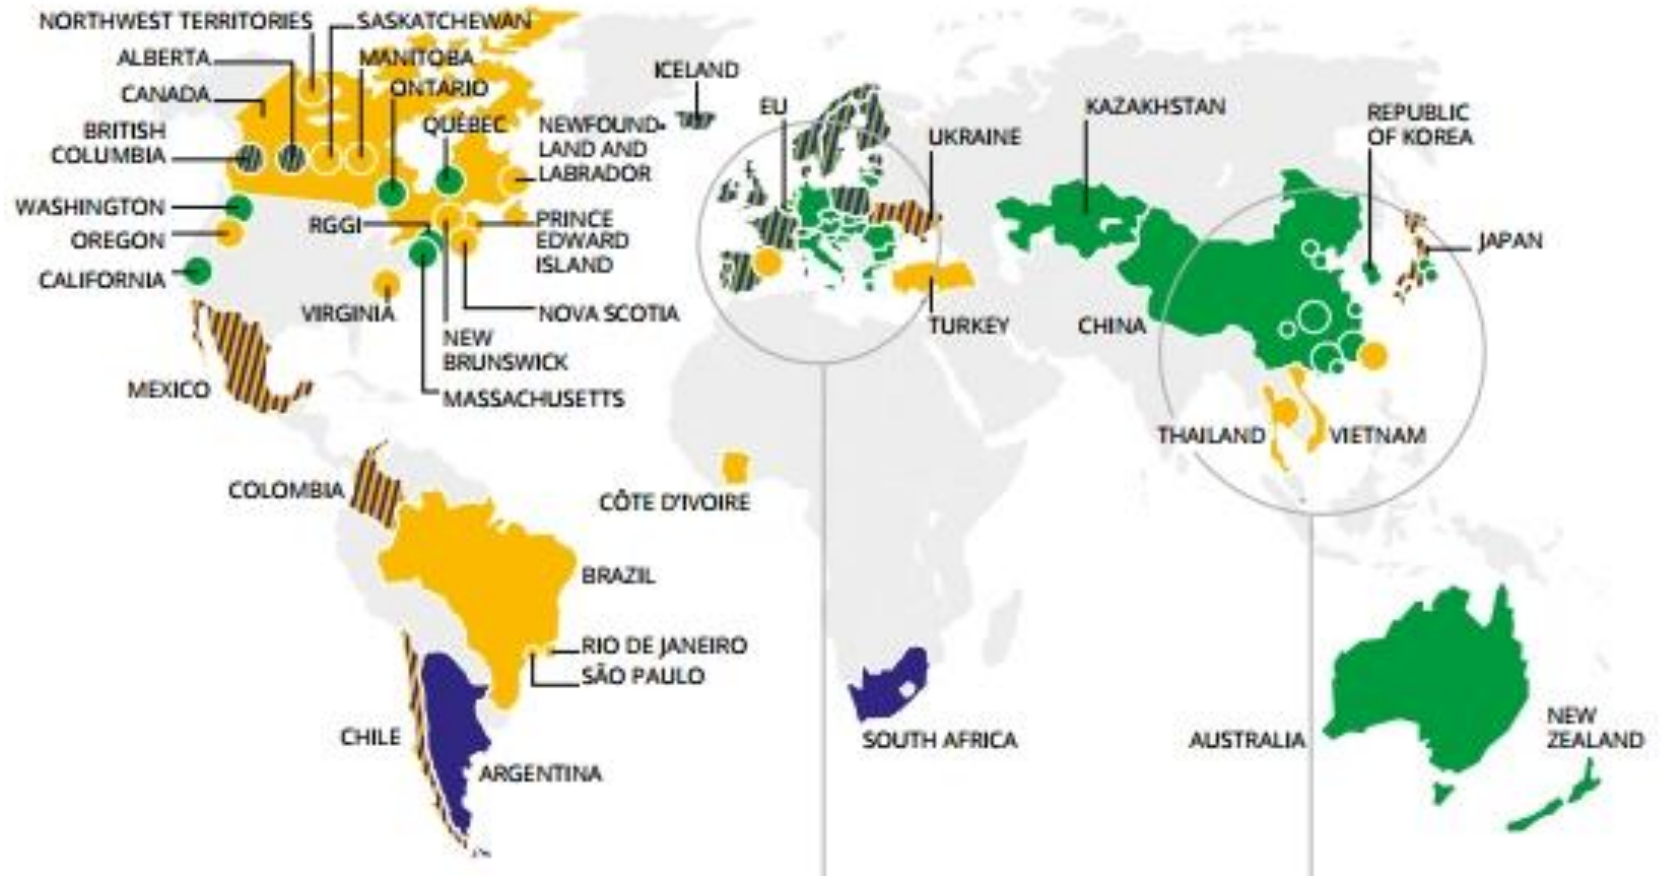 NORTHWEST TERRITORIES
SASKATCHEWAN
ALBERTA
MANITOBA
CANADA
ONTARIO
BRITISH
COLUMBIA
QUÉBEC
NEWFOUND-
LAND AND
LABRADOR
WASHINGTON
OREGON
RGGI
PRINCE
EDWARD
ISLAND
CALIFORNIA
VIRGINIA
NOVA SCOTIA
NEW
BRUNSWICK
MEXICO
MASSACHUSETTS
ICELAND
EU
UKRAINE
KAZAKHSTAN
REPUBLIC
OF KOREA
JAPAN
TURKEY
CHINA
THAILAND
VIETNAM
COLOMBIA
CÔTE D'IVOIRE
BRAZIL
RIO DE JANEIRO
SÃO PAULO
CHILE
ARGENTINA
SOUTH AFRICA
AUSTRALIA
NEW
ZEALAND